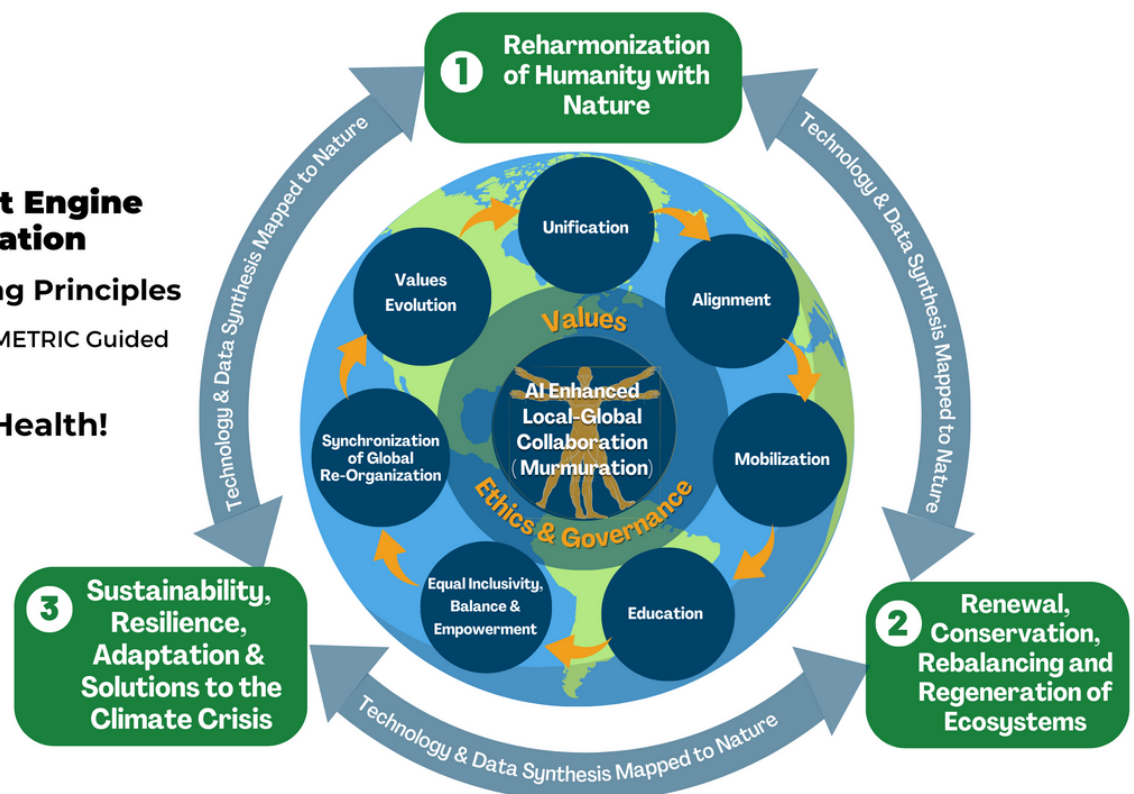 t Engine
ation
ng Principles
METRIC Guided
Health!
1
Reharmonization
of Humanity with
Nature
Technology & Data Synthesis Mapped to Nature
Technology & Data Synthesis Mapped to Nature
Unification
Alignment
Mobilization
Education
Equal Inclusivity,
Balance &
Empowerment
Synchronization
of Global
Re-Organization
Values
Evolution
Values
AI Enhanced
Local-Global
Collaboration
(Murmuration)
Ethics & Governance
3
Sustainability,
Resilience,
Adaptation &
Solutions to the
Climate Crisis
2
Renewal,
Conservation,
Rebalancing and
Regeneration of
Ecosystems
Technology & Data Synthesis Mapped to Nature